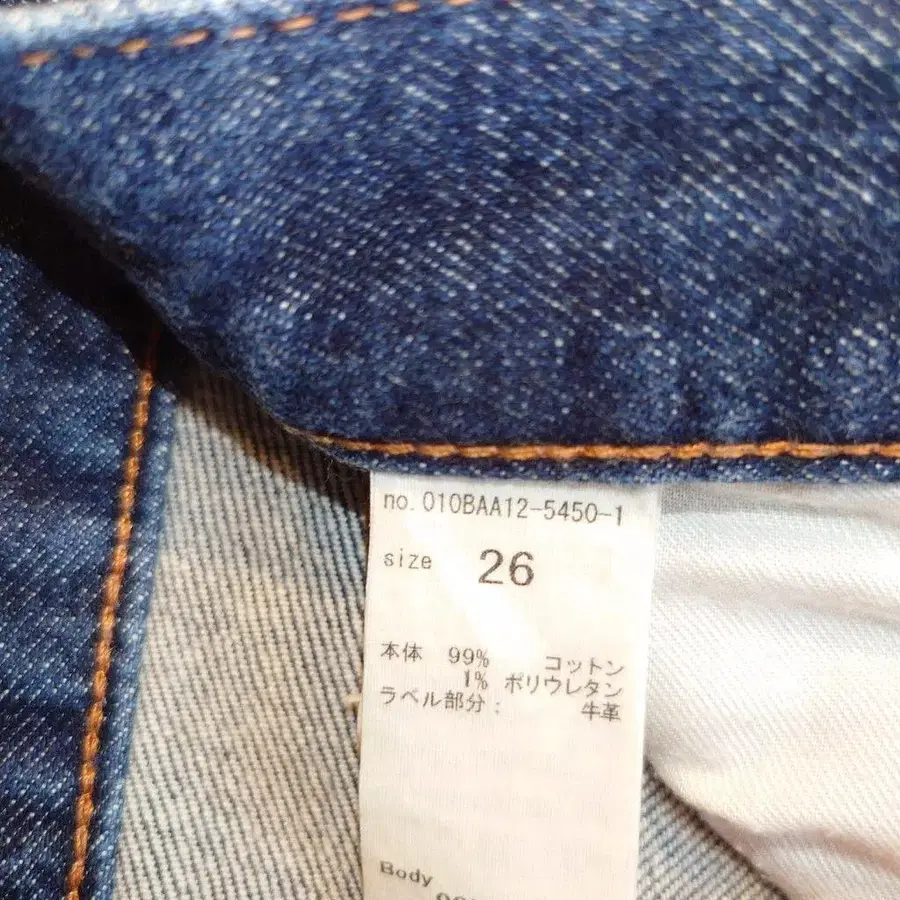 no. 010BAA12-5450-1
size 26
本体 99% コットン
1% ポリウレタン
ラベル部分: 牛革
Body